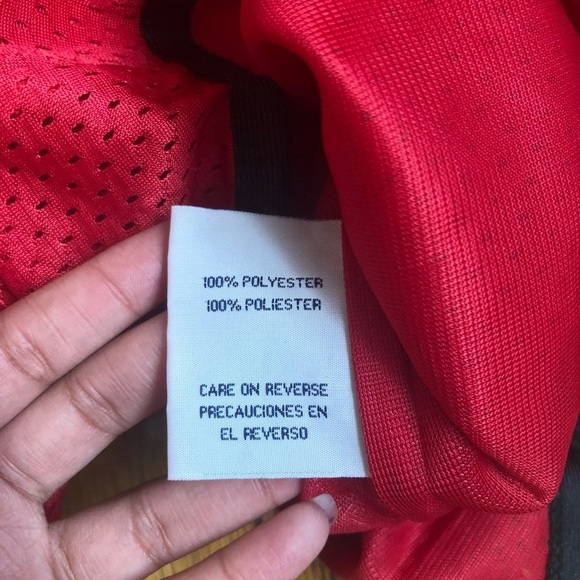 100% POLYESTER
100% POLIESTER
CARE ON REVERSE
PRECAUCIONES EN
EL REVERSO